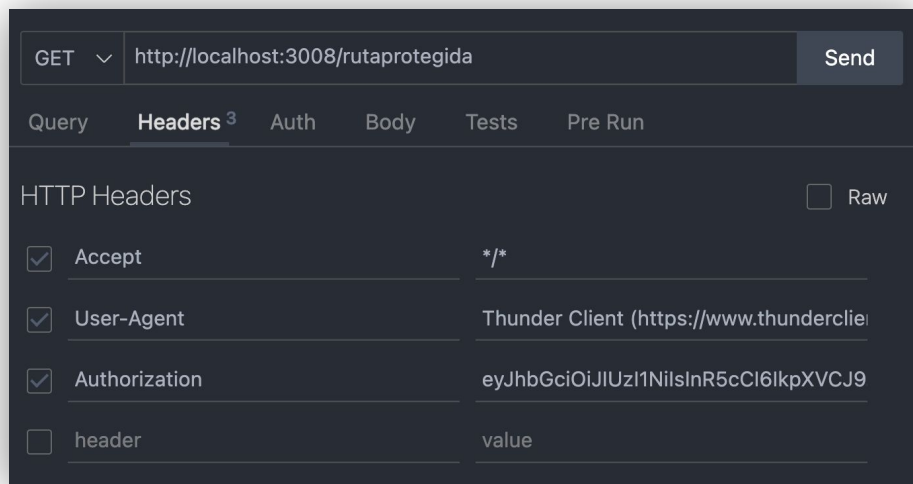 GET http://localhost:3008/rutaprotegida Send
Query Headers 3 Auth Body Tests Pre Run
HTTP Headers Raw
Accept */*
User-Agent Thunder Client (https://www.thunderclie
Authorization eyJhbGciOiJIUzI1NiIsInR5cCI6IkpXVCJ9
header value